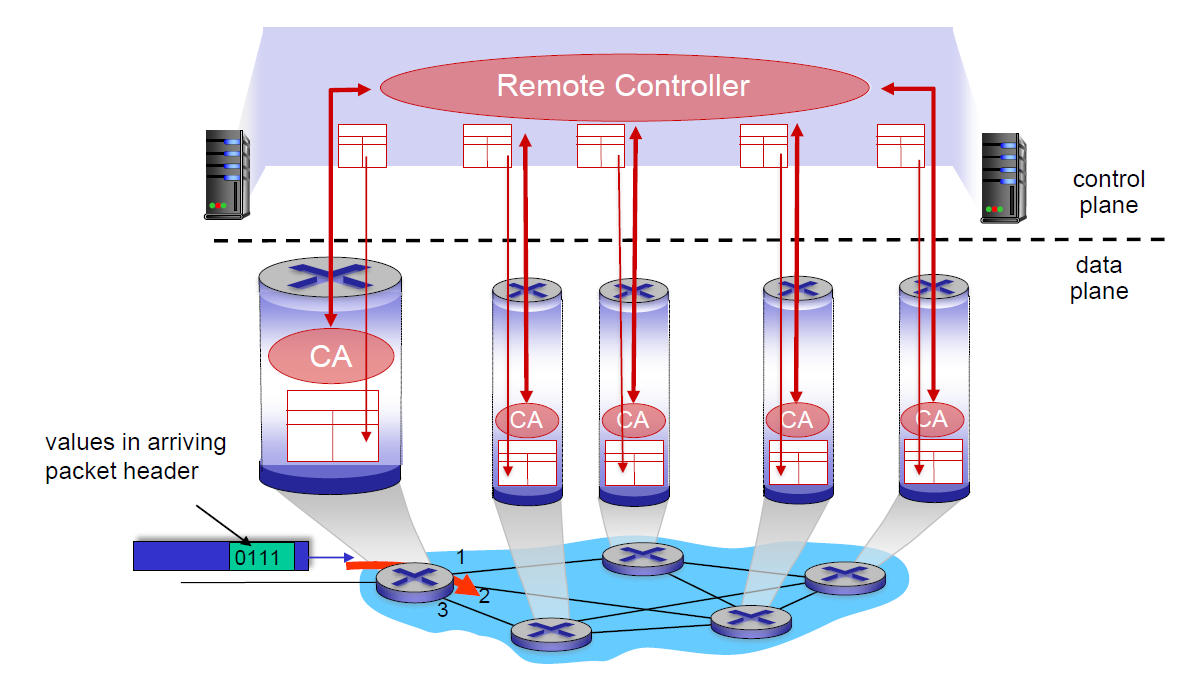 Remote Controller
control
plane
data
plane
CA
CA
CA
CA
CA
values in arriving
packet header
0111
1
2
3